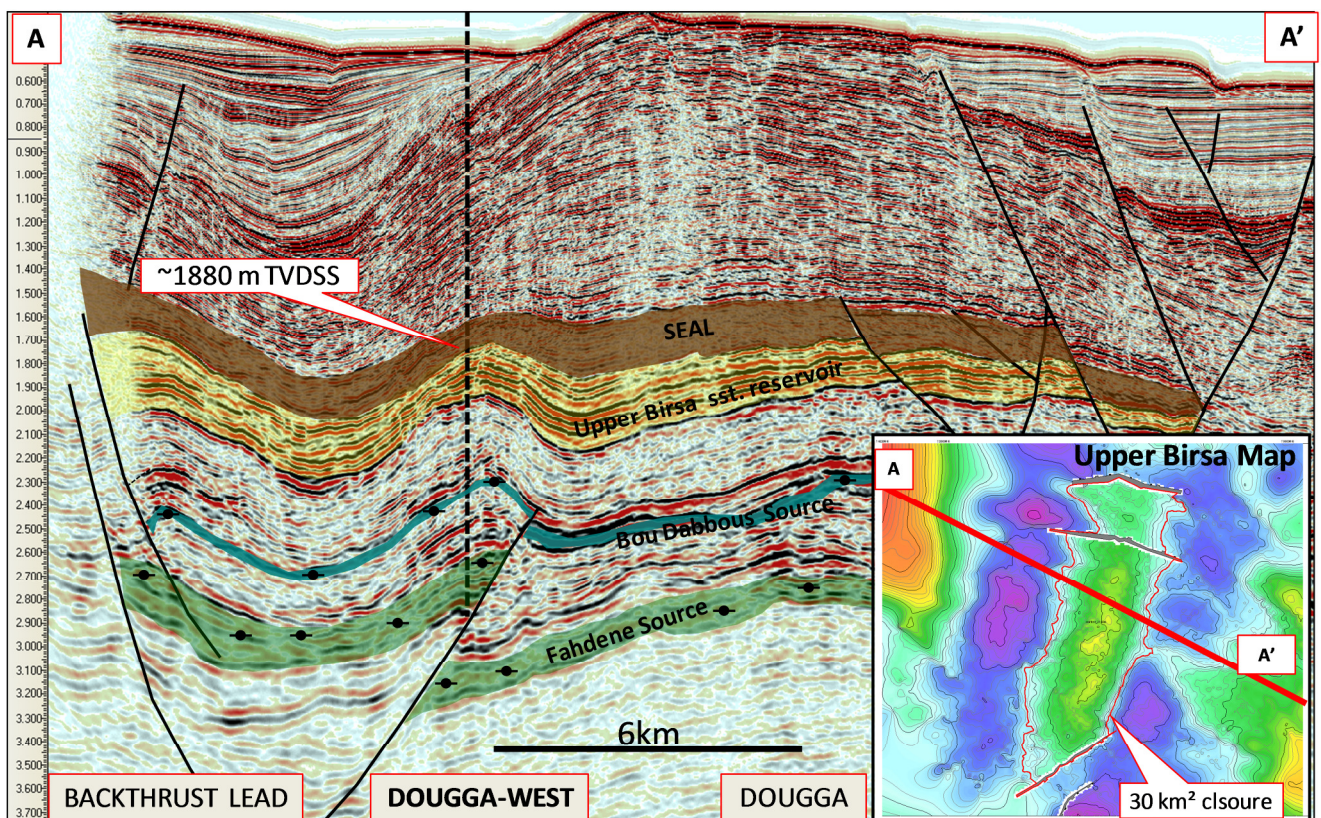 A
A'
0.600
0.700
0.800
0.900
1.000
1.100
1.200
1.300
1.400
1.500
1.600
1.700
1.800
1.900
2.000
2.100
2.200
2.300
2.400
2.500
2.600
2.700
2.800
2.900
3.000
3.100
3.200
3.300
3.400
3.500
3.600
3.700
~1880 m TVDSS
SEAL
Upper Birsa sst. reservoir
Bou Dabbous Source
Fahdene Source
6km
BACKTHRUST LEAD
DOUGGA-WEST
DOUGGA
Upper Birsa Map
A
A'
30 km² clsoure